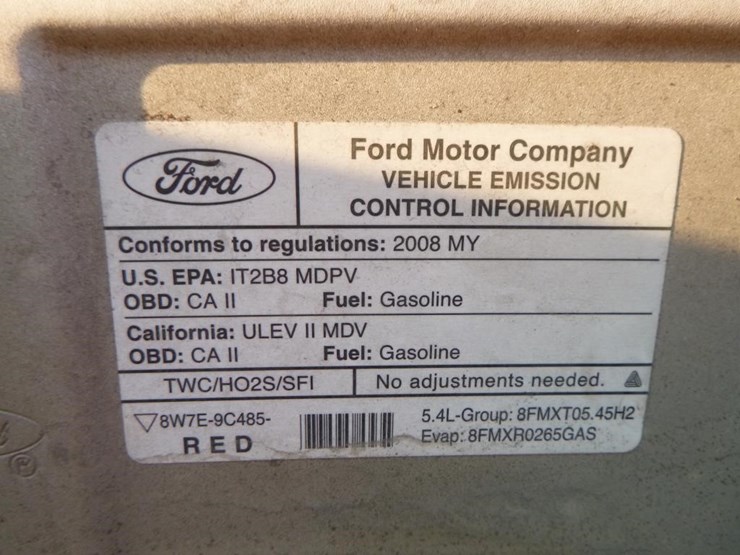 Ford
Ford Motor Company
VEHICLE EMISSION
CONTROL INFORMATION
Conforms to regulations: 2008 MY
U.S. EPA: IT2B8 MDPV
OBD: CA II Fuel: Gasoline
California: ULEV II MDV
OBD: CA II Fuel: Gasoline
TWC/HO2S/SFI No adjustments needed.
8W7E-9C485-
RED
5.4L-Group: 8FMXT05.45H2
Evap: 8FMXR0265GAS
®